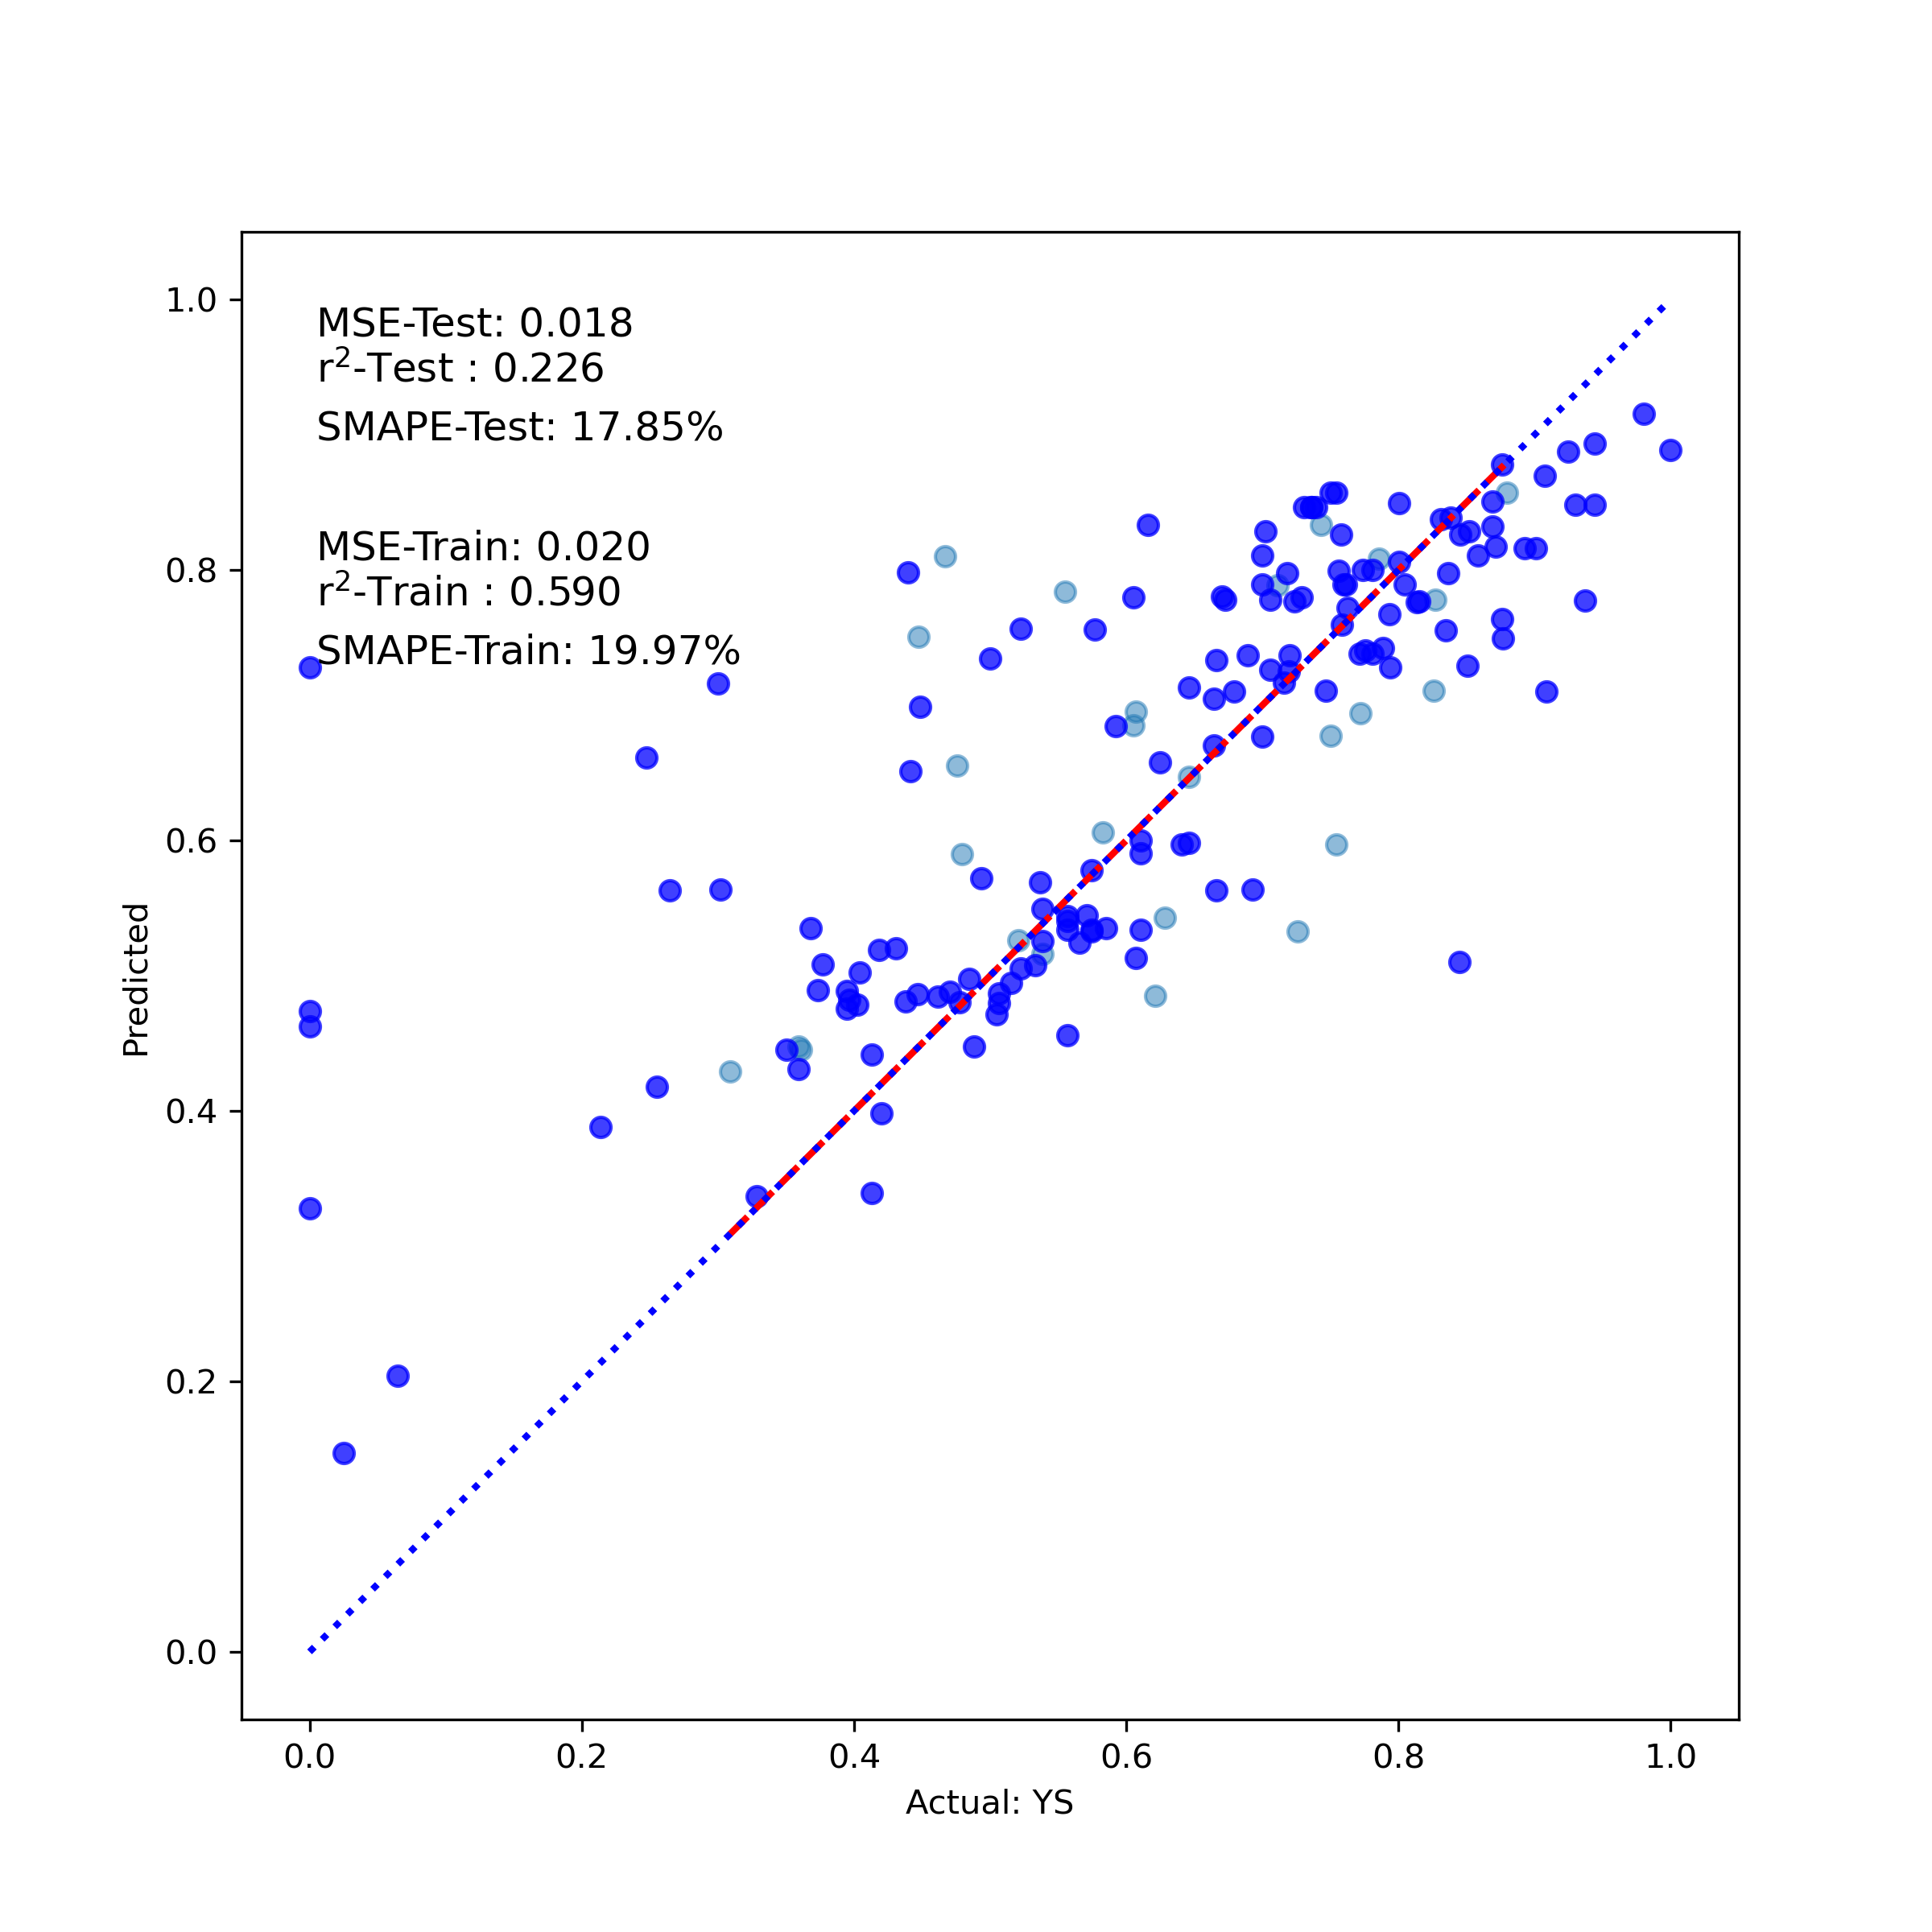 MSE-Test: 0.018
r²-Test : 0.226
SMAPE-Test: 17.85%
MSE-Train: 0.020
r²-Train : 0.590
SMAPE-Train: 19.97%
1.0
0.8
0.6
0.4
0.2
0.0
Predicted
0.0 0.2 0.4 0.6 0.8 1.0
Actual: YS